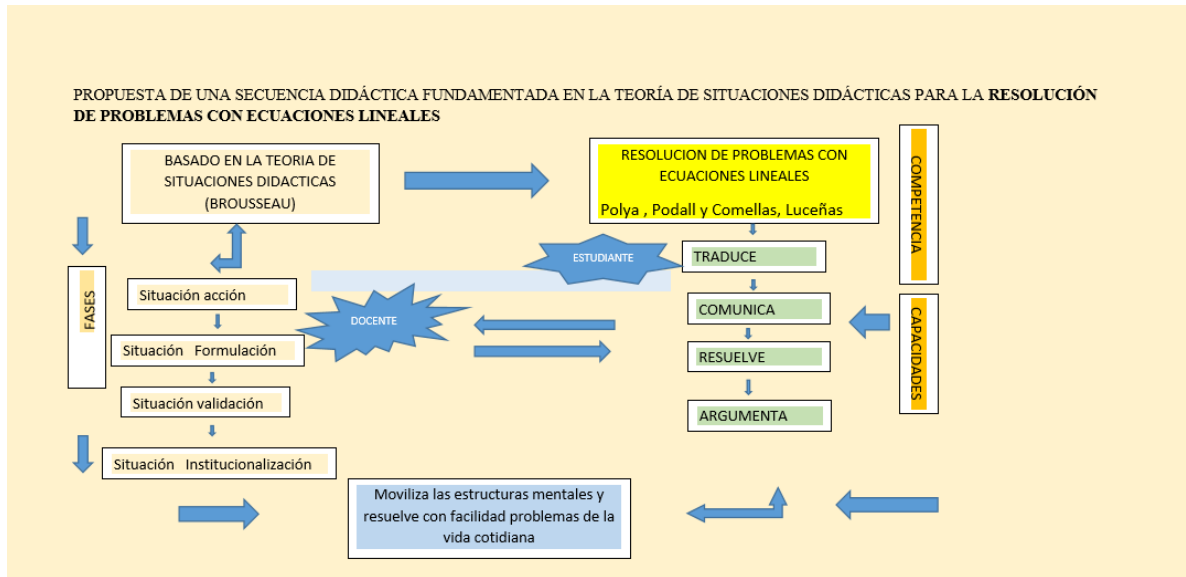 PROPUESTA DE UNA SECUENCIA DIDÁCTICA FUNDAMENTADA EN LA TEORÍA DE SITUACIONES DIDÁCTICAS PARA LA RESOLUCIÓN
DE PROBLEMAS CON ECUACIONES LINEALES
BASADO EN LA TEORIA DE
SITUACIONES DIDACTICAS
(BROUSSEAU)
RESOLUCION DE PROBLEMAS CON
ECUACIONES LINEALES
Polya , Podall y Comellas, Luceñas
COMPETENCIA
FASES
Situación acción
Situación Formulación
Situación validación
Situación Institucionalización
DOCENTE
ESTUDIANTE
TRADUCE
COMUNICA
RESUELVE
ARGUMENTA
CAPACIDADES
Moviliza las estructuras mentales y
resuelve con facilidad problemas de la
vida cotidiana